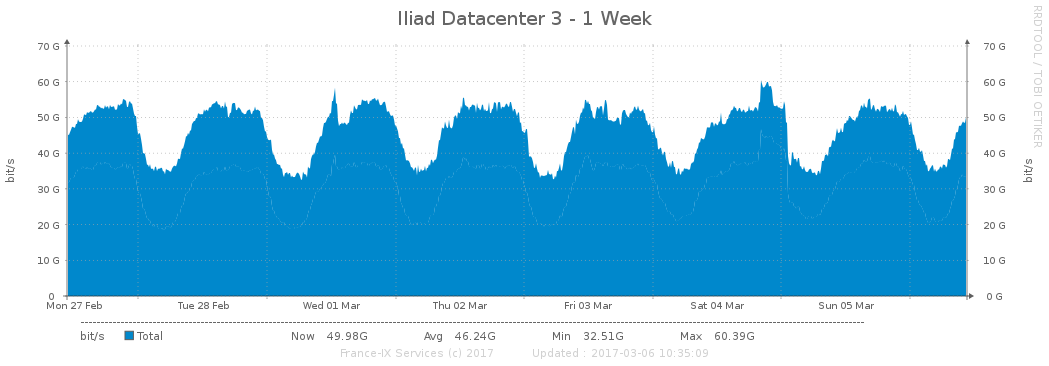 Iliad Datacenter 3 - 1 Week
RRDTOOL / TOBI OETIKER
70 G 70 G
60 G 60 G
50 G 50 G
40 G 40 G
30 G 30 G
20 G 20 G
10 G 10 G
0 0 G
bit/s bit/s
Mon 27 Feb Tue 28 Feb Wed 01 Mar Thu 02 Mar Fri 03 Mar Sat 04 Mar Sun 05 Mar
bit/s Total Now 49.98G Avg 46.24G Min 32.51G Max 60.39G
France-IX Services (c) 2017 Updated : 2017-03-06 10:35:09